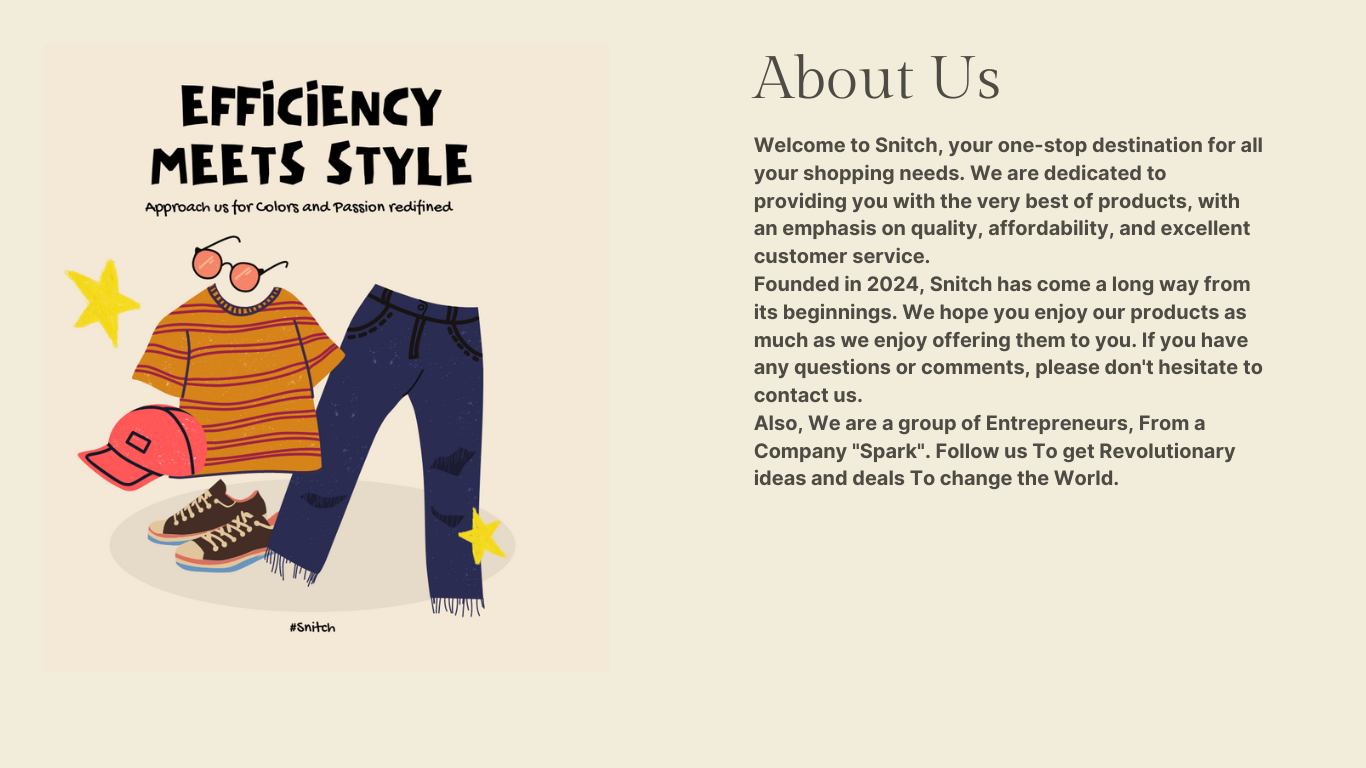 EFFiCiENCY
MEETS STYLE
Approach us for Colors and Passion redifined
#Snitch
About Us
Welcome to Snitch, your one-stop destination for all
your shopping needs. We are dedicated to
providing you with the very best of products, with
an emphasis on quality, affordability, and excellent
customer service.
Founded in 2024, Snitch has come a long way from
its beginnings. We hope you enjoy our products as
much as we enjoy offering them to you. If you have
any questions or comments, please don't hesitate to
contact us.
Also, We are a group of Entrepreneurs, From a
Company "Spark". Follow us To get Revolutionary
ideas and deals To change the World.